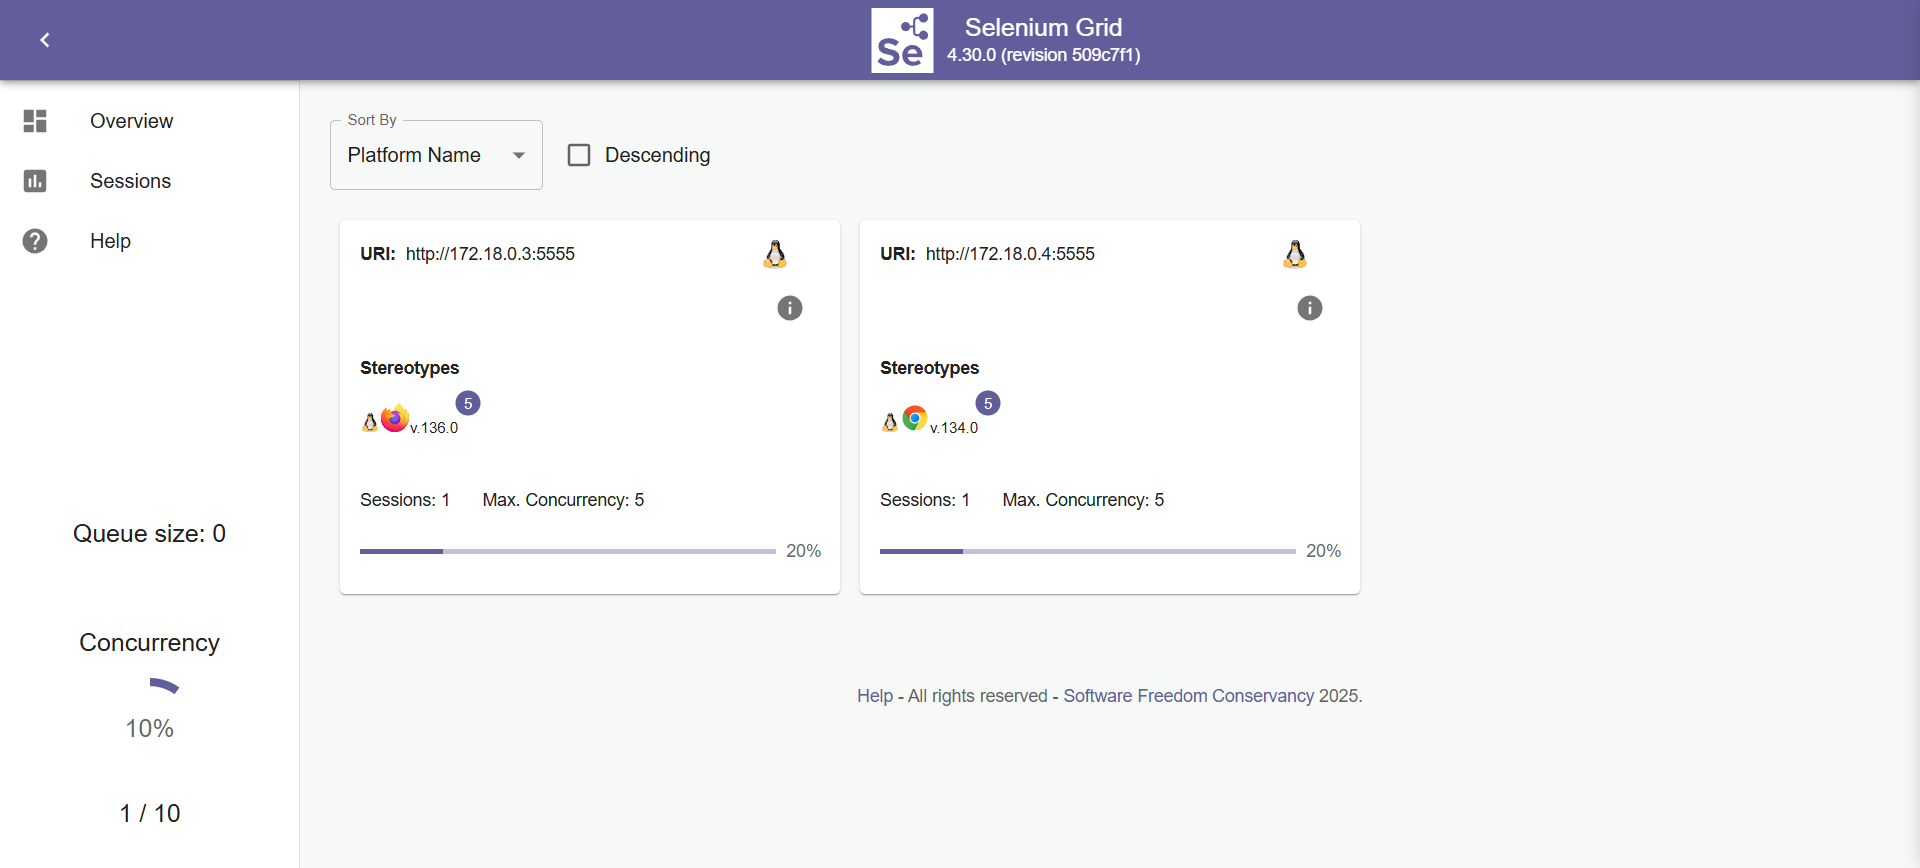 Se
Selenium Grid
4.30.0 (revision 509c7f1)
Overview
Sessions
Help
Queue size: 0
Concurrency
10%
1 / 10
Sort By
Platform Name
Descending
URI: http://172.18.0.3:5555
Stereotypes
5
v.136.0
Sessions: 1 Max. Concurrency: 5
20%
URI: http://172.18.0.4:5555
Stereotypes
5
v.134.0
Sessions: 1 Max. Concurrency: 5
20%
Help - All rights reserved - Software Freedom Conservancy 2025.